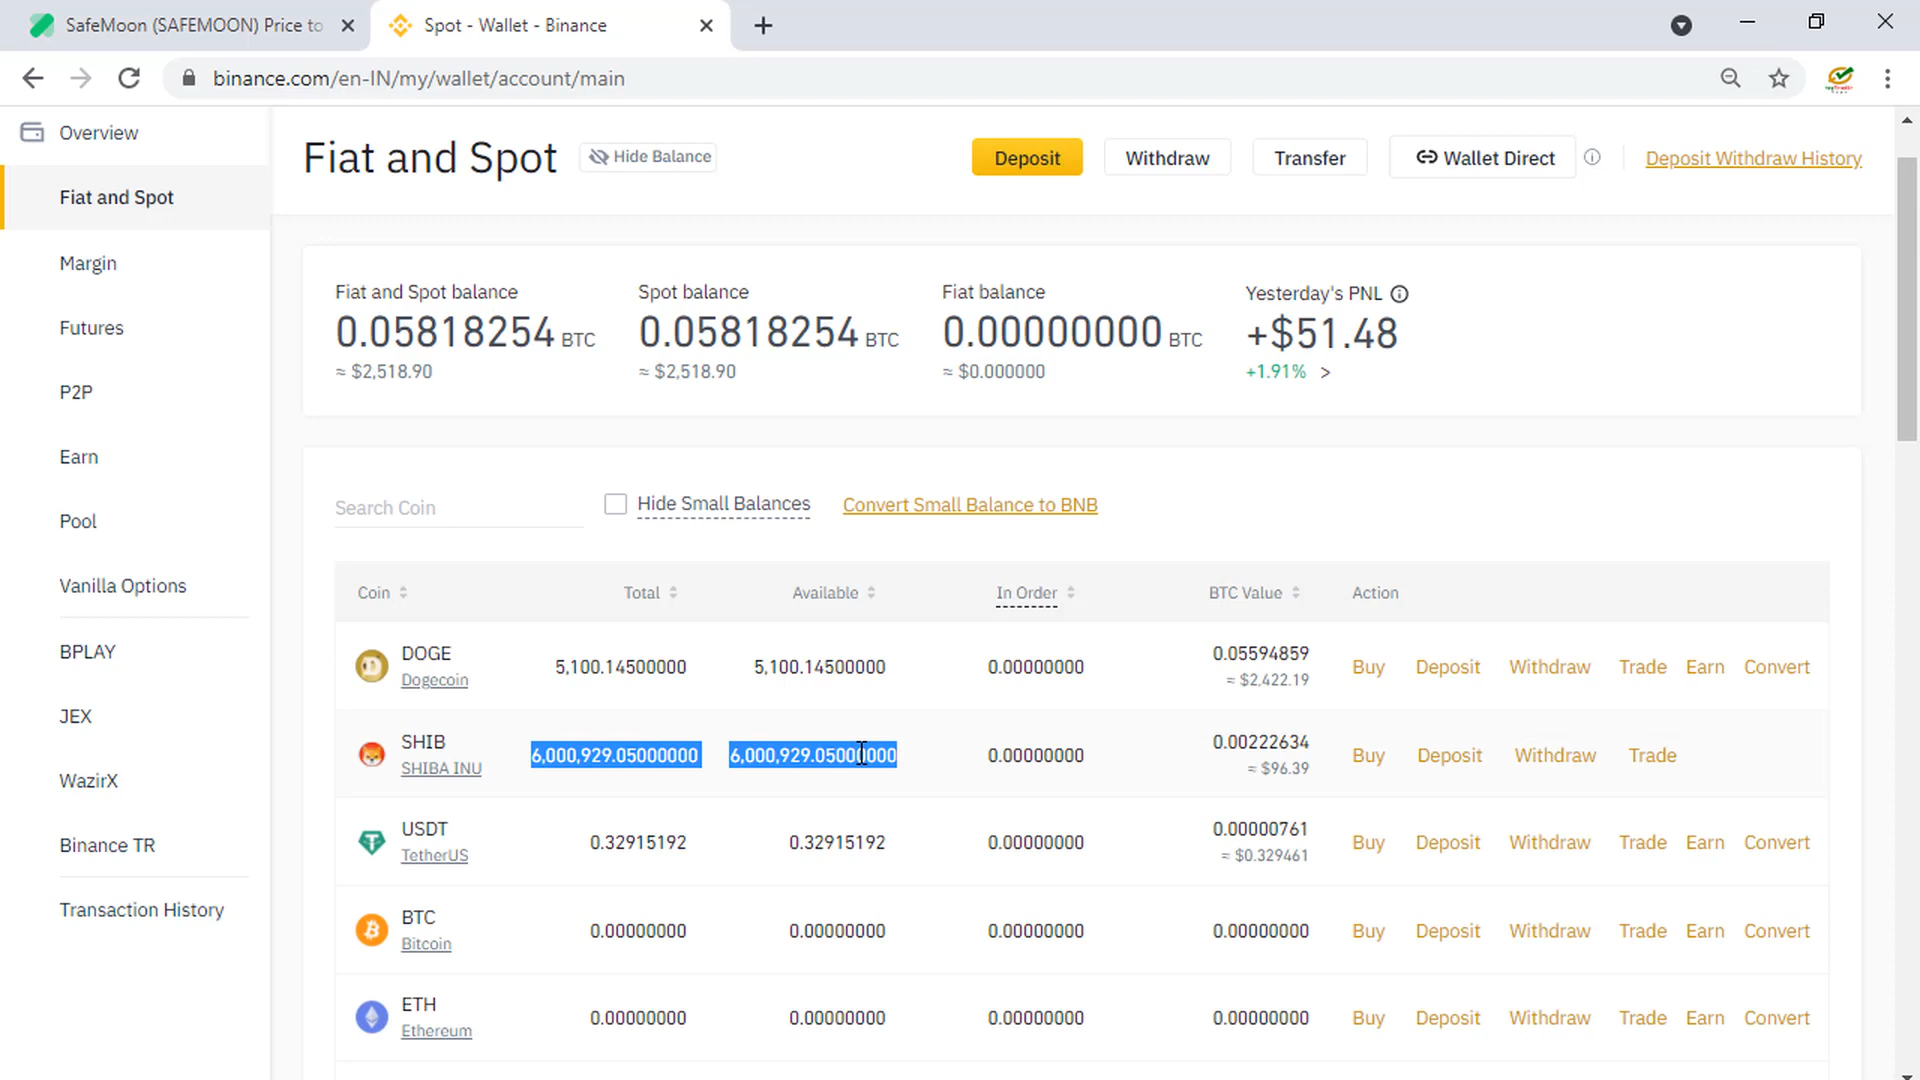 SafeMoon (SAFEMOON) Price to
Spot - Wallet - Binance
binance.com/en-IN/my/wallet/account/main
Overview
Fiat and Spot
Margin
Futures
P2P
Earn
Pool
Vanilla Options
BPLAY
JEX
WazirX
Binance TR
Transaction History
Fiat and Spot Hide Balance Deposit Withdraw Transfer Wallet Direct Deposit Withdraw History
Fiat and Spot balance Spot balance Fiat balance Yesterday's PNL
0.05818254 BTC 0.05818254 BTC 0.00000000 BTC +$51.48
≈ $2,518.90 ≈ $2,518.90 ≈ $0.000000 +1.91% >
Search Coin Hide Small Balances Convert Small Balance to BNB
Coin Total Available In Order BTC Value Action
DOGE 0.05594859
5,100.14500000 5,100.14500000 0.00000000 Buy Deposit Withdraw Trade Earn Convert
Dogecoin ≈ $2,422.19
SHIB 0.00222634
6,000,929.05000000 6,000,929.05000000 0.00000000 Buy Deposit Withdraw Trade
SHIBA INU ≈ $96.39
USDT 0.00000761
0.32915192 0.32915192 0.00000000 Buy Deposit Withdraw Trade Earn Convert
TetherUS ≈ $0.329461
BTC
0.00000000 0.00000000 0.00000000 0.00000000 Buy Deposit Withdraw Trade Earn Convert
Bitcoin
ETH
0.00000000 0.00000000 0.00000000 0.00000000 Buy Deposit Withdraw Trade Earn Convert
Ethereum